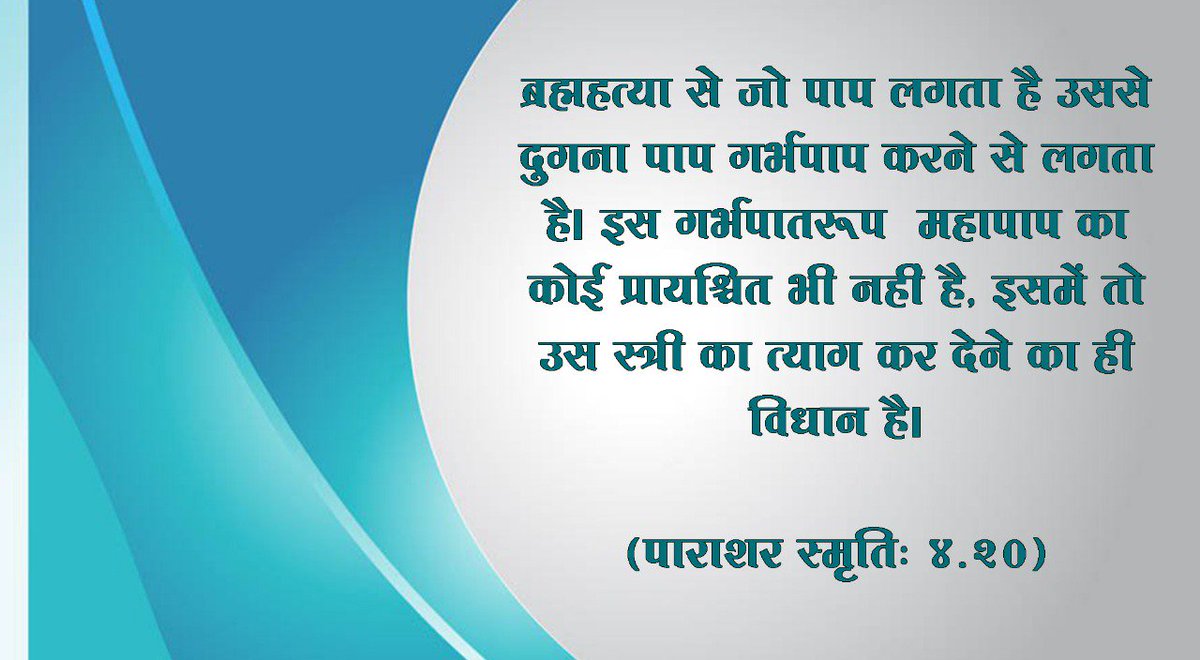 ब्रह्महत्या से जो पाप लगता है उससे
दुगना पाप गर्भपाप करने से लगता
है। इस गर्भपातरूप महापाप का
कोई प्रायश्चित भी नहीं है, इसमें तो
उस स्त्री का त्याग कर देने का ही
विधान है।
(पाराशर स्मृतिः ४.२०)